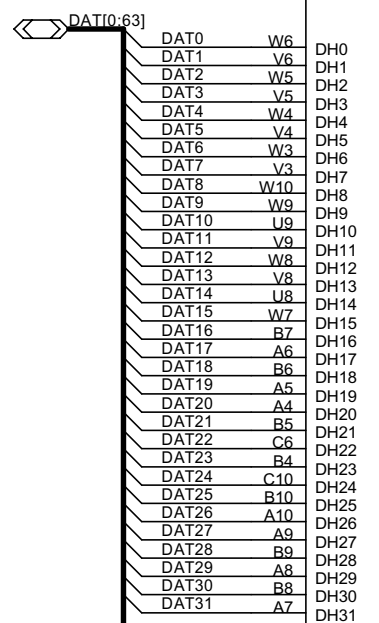 DAT[0:63]
DAT0 W6 DH0
DAT1 V6 DH1
DAT2 W5 DH2
DAT3 V5 DH3
DAT4 W4 DH4
DAT5 V4 DH5
DAT6 W3 DH6
DAT7 V3 DH7
DAT8 W10 DH8
DAT9 W9 DH9
DAT10 U9 DH10
DAT11 V9 DH11
DAT12 W8 DH12
DAT13 V8 DH13
DAT14 U8 DH14
DAT15 W7 DH15
DAT16 B7 DH16
DAT17 A6 DH17
DAT18 B6 DH18
DAT19 A5 DH19
DAT20 A4 DH20
DAT21 B5 DH21
DAT22 C6 DH22
DAT23 B4 DH23
DAT24 C10 DH24
DAT25 B10 DH25
DAT26 A10 DH26
DAT27 A9 DH27
DAT28 B9 DH28
DAT29 A8 DH29
DAT30 B8 DH30
DAT31 A7 DH31